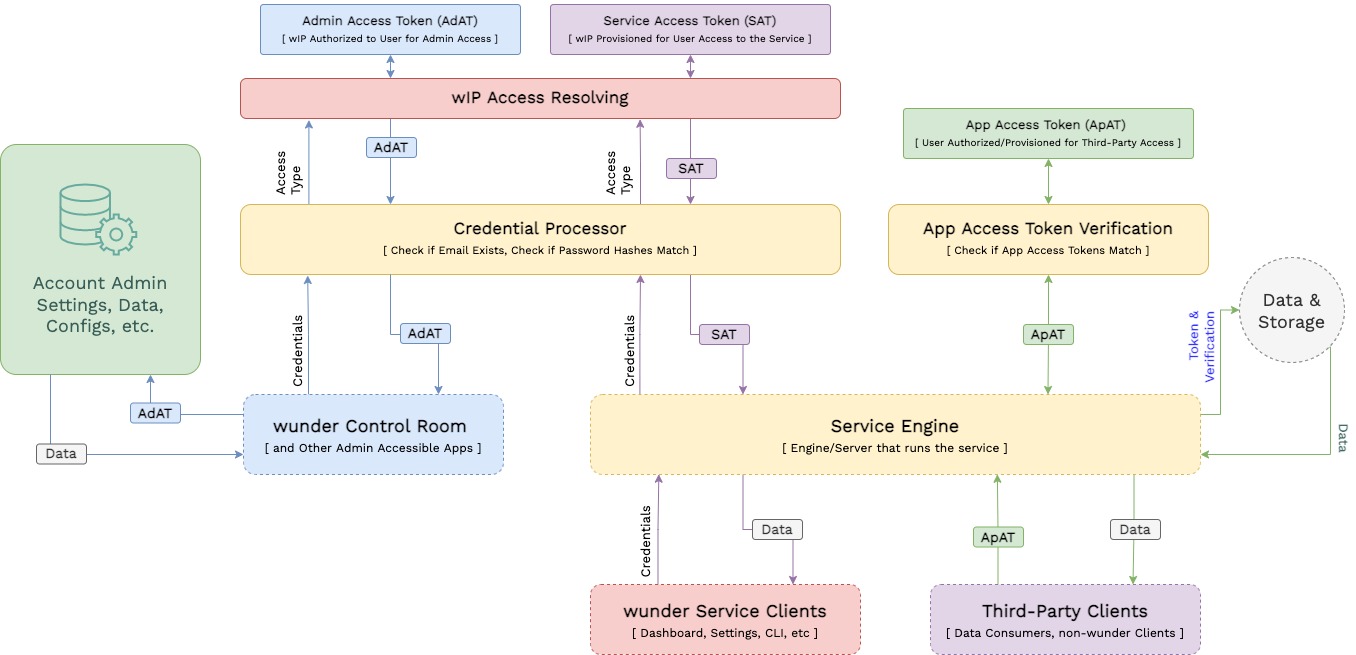 Admin Access Token (AdAT)
[ wIP Authorized to User for Admin Access ]
Service Access Token (SAT)
[ wIP Provisioned for User Access to the Service ]
wIP Access Resolving
App Access Token (ApAT)
[ User Authorized/Provisioned for Third-Party Access ]
Access
Type
AdAT
Access
Type
SAT
Credential Processor
[ Check if Email Exists, Check if Password Hashes Match ]
App Access Token Verification
[ Check if App Access Tokens Match ]
Account Admin
Settings, Data,
Configs, etc.
Credentials
AdAT
Credentials
SAT
ApAT
Token &
Verification
Data &
Storage
AdAT
Data
wunder Control Room
[ and Other Admin Accessible Apps ]
Service Engine
[ Engine/Server that runs the service ]
Data
Credentials
Data
ApAT
Data
wunder Service Clients
[ Dashboard, Settings, CLI, etc ]
Third-Party Clients
[ Data Consumers, non-wunder Clients ]